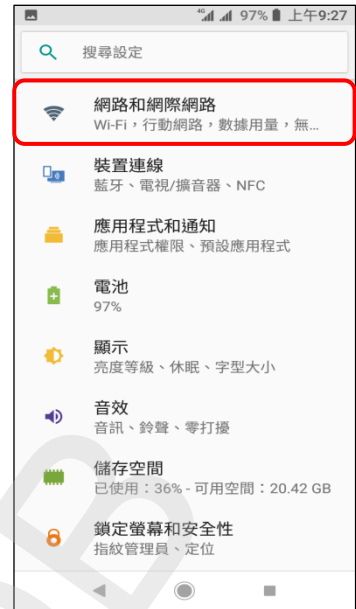 4G 97% 上午9:27
搜尋設定
網路和網際網路
Wi-Fi，行動網路，數據用量，無...
裝置連線
藍牙、電視/擴音器、NFC
應用程式和通知
應用程式權限、預設應用程式
電池
97%
顯示
亮度等級、休眠、字型大小
音效
音訊、鈴聲、零打擾
儲存空間
已使用：36% - 可用空間：20.42 GB
鎖定螢幕和安全性
指紋管理員、定位